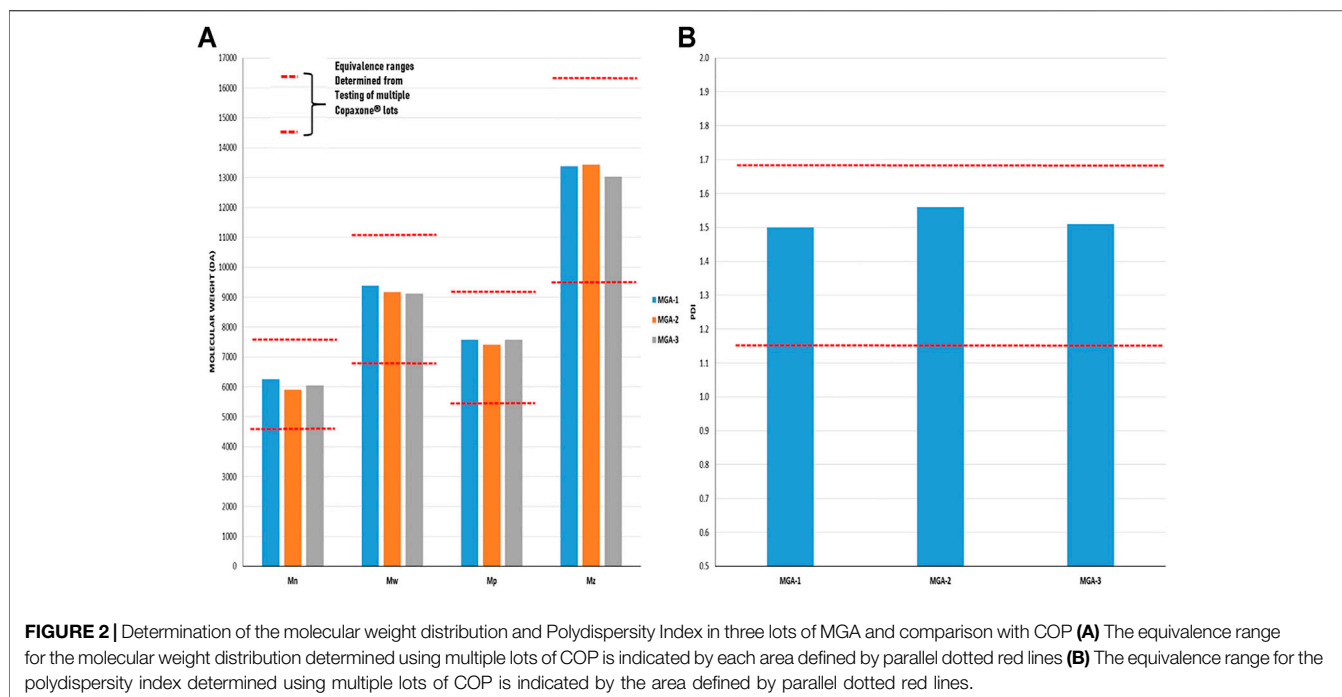 A
17000
16000
15000
14000
13000
12000
11000
10000
9000
8000
7000
6000
5000
4000
3000
2000
1000
0
MOLECULAR WEIGHT (DA)
Equivalence ranges
Determined from
Testing of multiple
Copaxone® lots
Mn
Mw
Mp
Mz
MGA-1
MGA-2
MGA-3
B
2.0
1.9
1.8
1.7
1.6
1.5
1.4
1.3
1.2
1.1
1.0
0.9
0.8
0.7
0.6
0.5
PDI
MGA-1
MGA-2
MGA-3
FIGURE 2 | Determination of the molecular weight distribution and Polydispersity Index in three lots of MGA and comparison with COP (A) The equivalence range
for the molecular weight distribution determined using multiple lots of COP is indicated by each area defined by parallel dotted red lines (B) The equivalence range for the
polydispersity index determined using multiple lots of COP is indicated by the area defined by parallel dotted red lines.